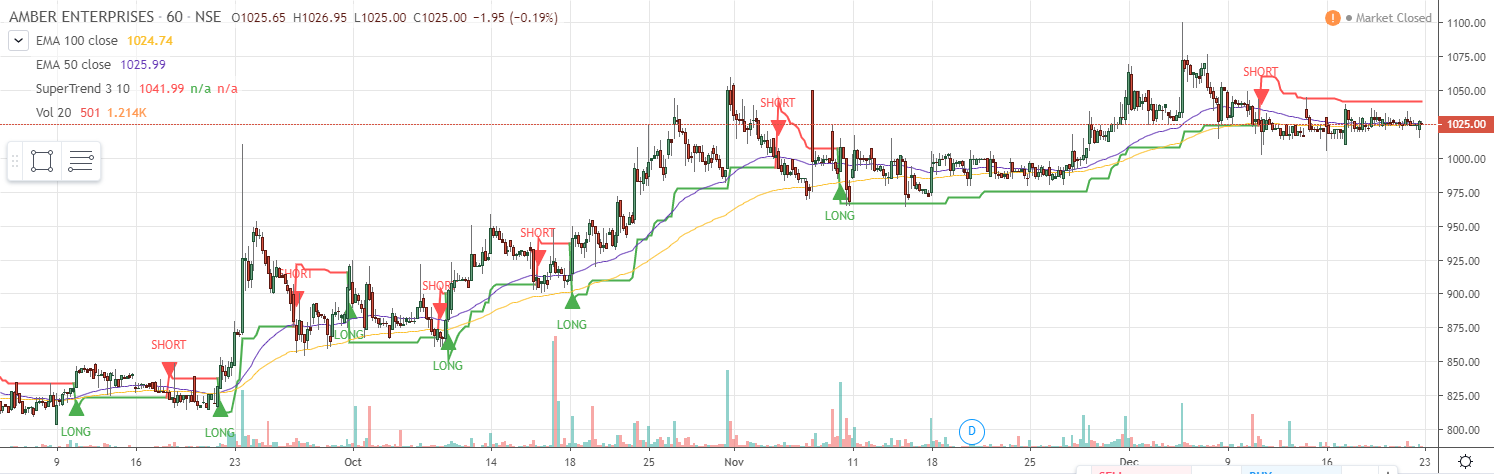 AMBER ENTERPRISES · 60 · NSE O1025.65 H1026.95 L1025.00 C1025.00 −1.95 (−0.19%)
Market Closed
EMA 100 close 1024.74
EMA 50 close 1025.99
SuperTrend 3 10 1041.99 n/a n/a
Vol 20 501 1.214K
1100.00
1075.00
1050.00
1025.00
1000.00
975.00
950.00
925.00
900.00
875.00
850.00
825.00
800.00
SHORT
SHORT
LONG
SHORT
SHORT
SHORT
LONG
LONG
SHORT
LONG
LONG
LONG
D
9 16 23 Oct 14 18 25 Nov 11 18 25 Dec 9 16 23
SELL BUY